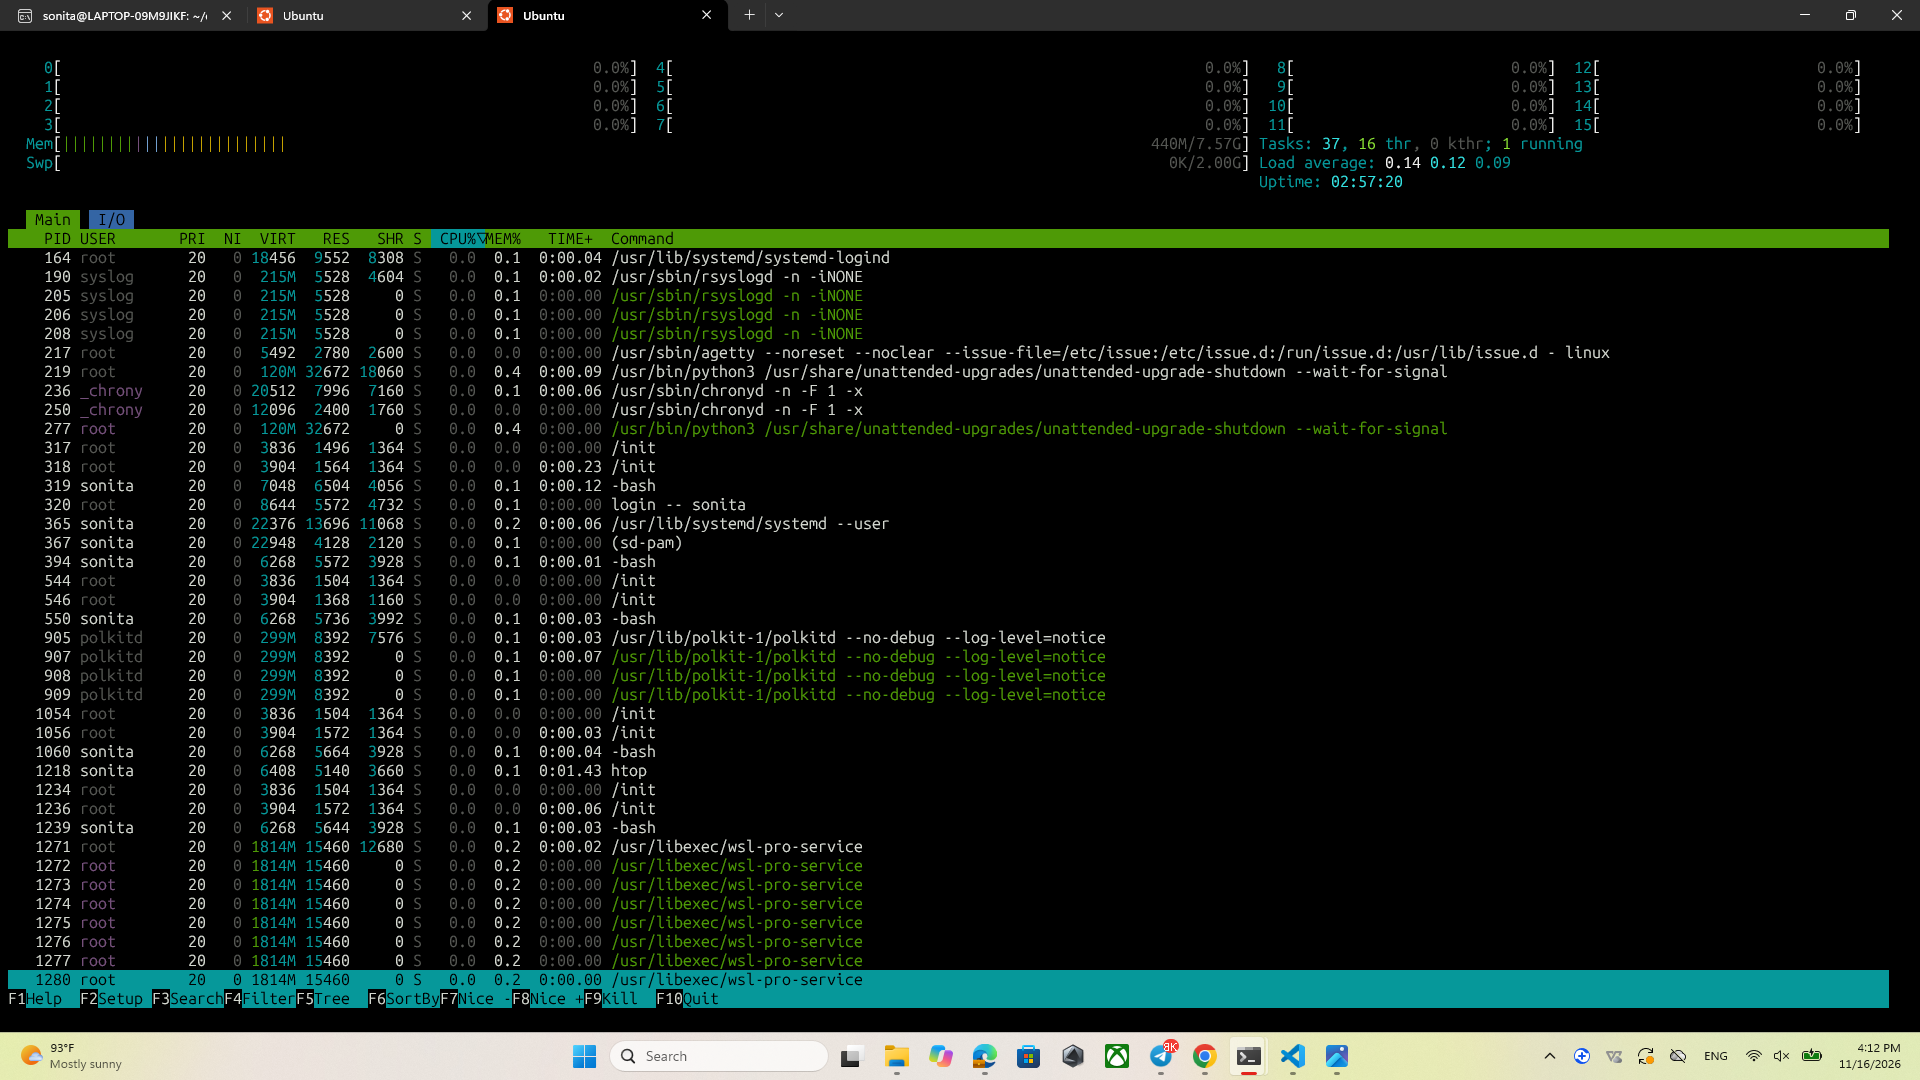 sonita@LAPTOP-09M9JIKF: ~/ Ubuntu Ubuntu
0[ 0.0%] 4[ 0.0%] 8[ 0.0%] 12[ 0.0%]
1[ 0.0%] 5[ 0.0%] 9[ 0.0%] 13[ 0.0%]
2[ 0.0%] 6[ 0.0%] 10[ 0.0%] 14[ 0.0%]
3[ 0.0%] 7[ 0.0%] 11[ 0.0%] 15[ 0.0%]
Mem[||||||||||||||||||||||||| 440M/7.57G] Tasks: 37, 16 thr, 0 kthr; 1 running
Swp[ 0K/2.00G] Load average: 0.14 0.12 0.09
Uptime: 02:57:20
Main I/O
PID USER PRI NI VIRT RES SHR S CPU%▽MEM% TIME+ Command
164 root 20 0 18456 9552 8308 S 0.0 0.1 0:00.04 /usr/lib/systemd/systemd-logind
190 syslog 20 0 215M 5528 4604 S 0.0 0.1 0:00.02 /usr/sbin/rsyslogd -n -iNONE
205 syslog 20 0 215M 5528 0 S 0.0 0.1 0:00.00 /usr/sbin/rsyslogd -n -iNONE
206 syslog 20 0 215M 5528 0 S 0.0 0.1 0:00.00 /usr/sbin/rsyslogd -n -iNONE
208 syslog 20 0 215M 5528 0 S 0.0 0.1 0:00.00 /usr/sbin/rsyslogd -n -iNONE
217 root 20 0 5492 2780 2600 S 0.0 0.0 0:00.00 /usr/sbin/agetty --noreset --noclear --issue-file=/etc/issue:/etc/issue.d:/run/issue.d:/usr/lib/issue.d - linux
219 root 20 0 120M 32672 18060 S 0.0 0.4 0:00.09 /usr/bin/python3 /usr/share/unattended-upgrades/unattended-upgrade-shutdown --wait-for-signal
236 _chrony 20 0 20512 7996 7160 S 0.0 0.1 0:00.06 /usr/sbin/chronyd -n -F 1 -x
250 _chrony 20 0 12096 2400 1760 S 0.0 0.0 0:00.00 /usr/sbin/chronyd -n -F 1 -x
277 root 20 0 120M 32672 0 S 0.0 0.4 0:00.00 /usr/bin/python3 /usr/share/unattended-upgrades/unattended-upgrade-shutdown --wait-for-signal
317 root 20 0 3836 1496 1364 S 0.0 0.0 0:00.00 /init
318 root 20 0 3904 1564 1364 S 0.0 0.0 0:00.23 /init
319 sonita 20 0 7048 6504 4056 S 0.0 0.1 0:00.12 -bash
320 root 20 0 8644 5572 4732 S 0.0 0.1 0:00.00 login -- sonita
365 sonita 20 0 22376 13696 11068 S 0.0 0.2 0:00.06 /usr/lib/systemd/systemd --user
367 sonita 20 0 22948 4128 2120 S 0.0 0.1 0:00.00 (sd-pam)
394 sonita 20 0 6268 5572 3928 S 0.0 0.1 0:00.01 -bash
544 root 20 0 3836 1504 1364 S 0.0 0.0 0:00.00 /init
546 root 20 0 3904 1368 1160 S 0.0 0.0 0:00.00 /init
550 sonita 20 0 6268 5736 3992 S 0.0 0.1 0:00.03 -bash
905 polkitd 20 0 299M 8392 7576 S 0.0 0.1 0:00.03 /usr/lib/polkit-1/polkitd --no-debug --log-level=notice
907 polkitd 20 0 299M 8392 0 S 0.0 0.1 0:00.07 /usr/lib/polkit-1/polkitd --no-debug --log-level=notice
908 polkitd 20 0 299M 8392 0 S 0.0 0.1 0:00.00 /usr/lib/polkit-1/polkitd --no-debug --log-level=notice
909 polkitd 20 0 299M 8392 0 S 0.0 0.1 0:00.00 /usr/lib/polkit-1/polkitd --no-debug --log-level=notice
1054 root 20 0 3836 1504 1364 S 0.0 0.0 0:00.00 /init
1056 root 20 0 3904 1572 1364 S 0.0 0.0 0:00.03 /init
1060 sonita 20 0 6268 5664 3928 S 0.0 0.1 0:00.04 -bash
1218 sonita 20 0 6408 5140 3660 S 0.0 0.1 0:01.43 htop
1234 root 20 0 3836 1504 1364 S 0.0 0.0 0:00.00 /init
1236 root 20 0 3904 1572 1364 S 0.0 0.0 0:00.06 /init
1239 sonita 20 0 6268 5644 3928 S 0.0 0.1 0:00.03 -bash
1271 root 20 0 1814M 15460 12680 S 0.0 0.2 0:00.02 /usr/libexec/wsl-pro-service
1272 root 20 0 1814M 15460 0 S 0.0 0.2 0:00.00 /usr/libexec/wsl-pro-service
1273 root 20 0 1814M 15460 0 S 0.0 0.2 0:00.00 /usr/libexec/wsl-pro-service
1274 root 20 0 1814M 15460 0 S 0.0 0.2 0:00.00 /usr/libexec/wsl-pro-service
1275 root 20 0 1814M 15460 0 S 0.0 0.2 0:00.00 /usr/libexec/wsl-pro-service
1276 root 20 0 1814M 15460 0 S 0.0 0.2 0:00.00 /usr/libexec/wsl-pro-service
1277 root 20 0 1814M 15460 0 S 0.0 0.2 0:00.00 /usr/libexec/wsl-pro-service
1280 root 20 0 1814M 15460 0 S 0.0 0.2 0:00.00 /usr/libexec/wsl-pro-service
F1Help F2Setup F3SearchF4FilterF5Tree F6SortByF7Nice -F8Nice +F9Kill F10Quit
93°F
Mostly sunny
Search
ENG
4:12 PM
11/16/2026